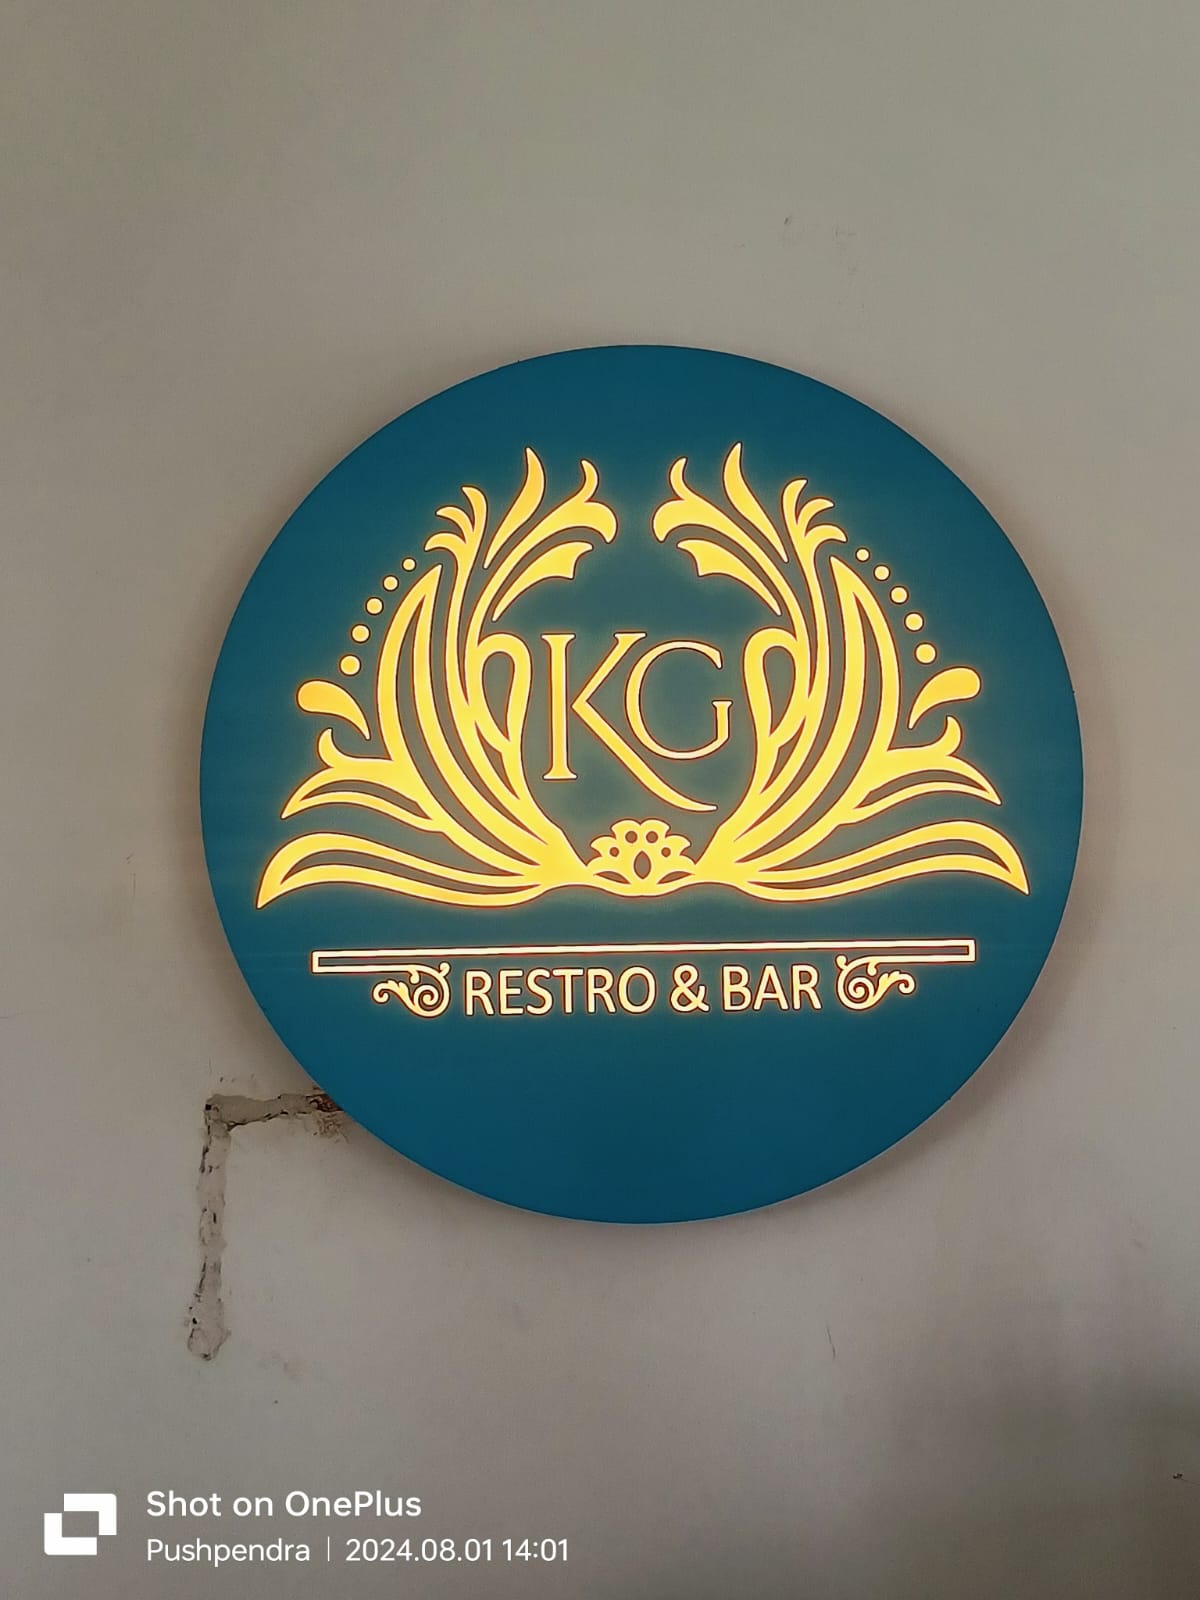 KG
RESTRO & BAR
Shot on OnePlus
Pushpendra | 2024.08.01 14:01